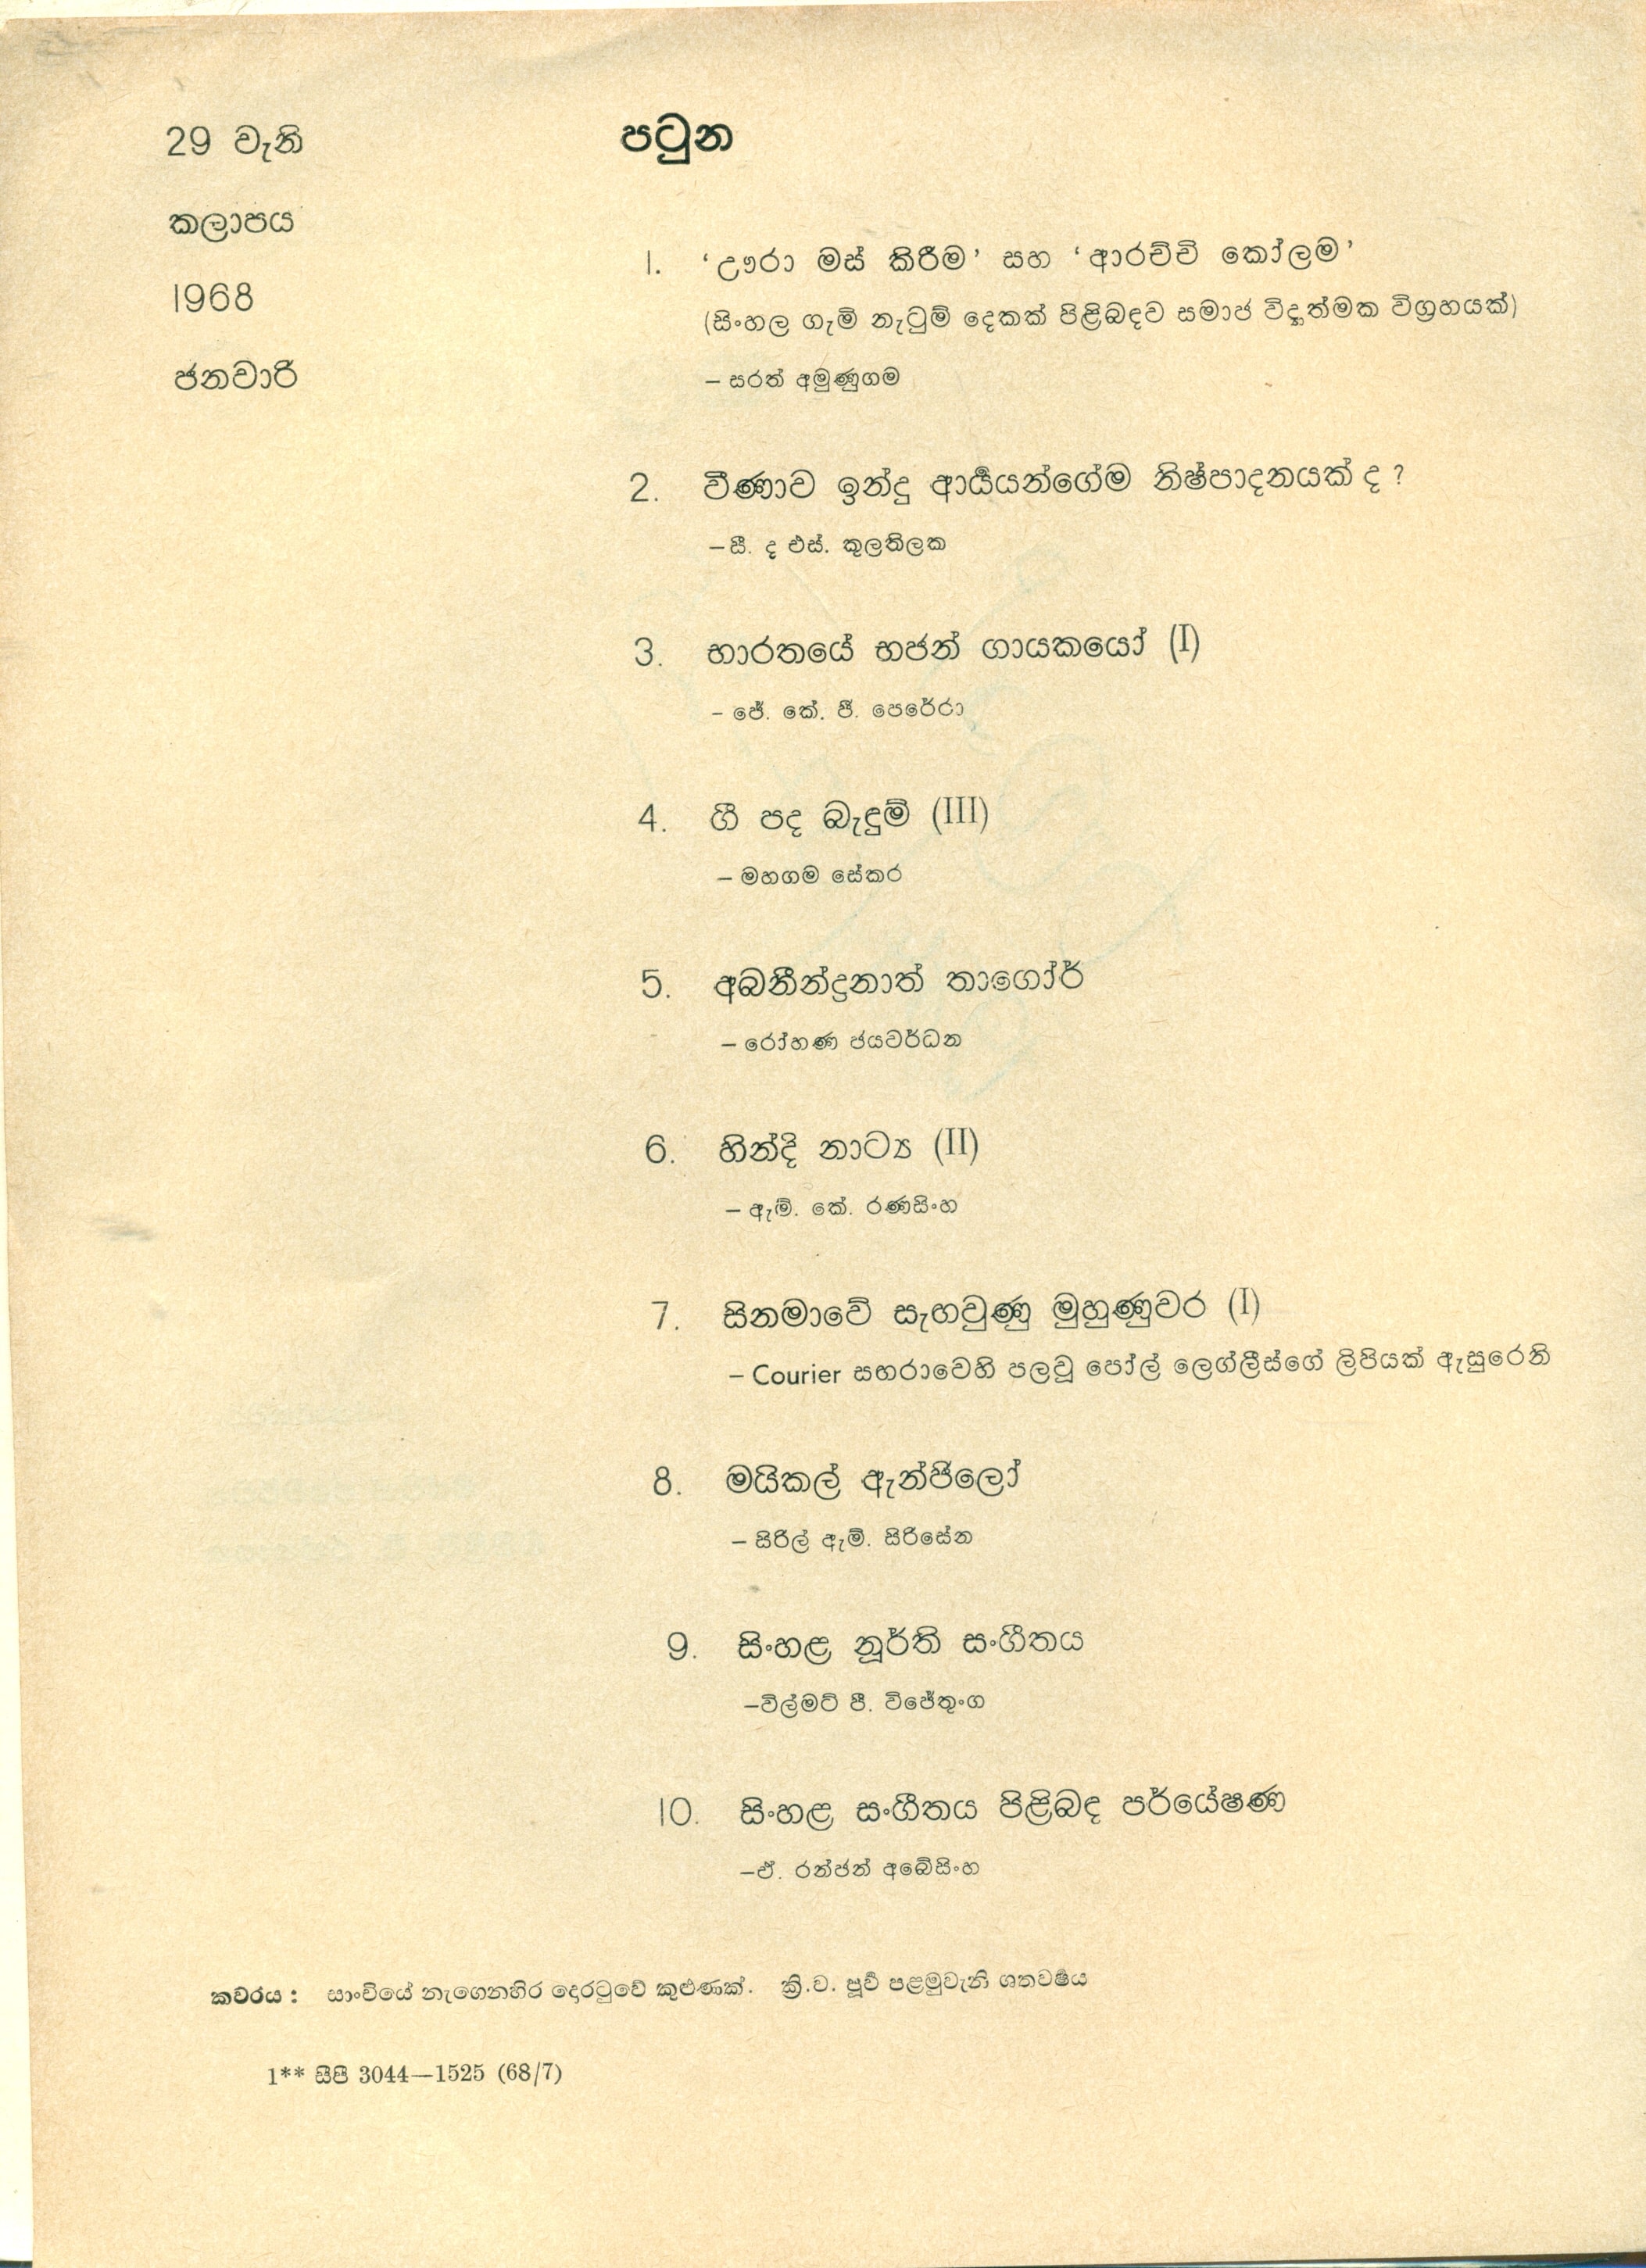 29 වැනි
කලාපය
1968
ජනවාරි
පටුන
1. ‘ඌරා මස් කිරීම’ සහ ‘ආරච්චි කෝලම’
(සිංහල ගැමි නැටුම් දෙකක් පිළිබඳව සමාජ විද්‍යාත්මක විග්‍රහයක්)
– සරත් අමුණුගම
2. වීණාව ඉන්දු ආර්‍ය්‍යයන්ගේම නිෂ්පාදනයක් ද ?
– සී. ද එස්. කුලතිලක
3. භාරතයේ භජන් ගායකයෝ (I)
– ජේ. කේ. ජී. පෙරේරා
4. ගී පද බැඳුම් (III)
– මහගම සේකර
5. අබනීන්ද්‍රනාත් තාගෝර්
– රෝහණ ජයවර්ධන
6. හින්දි නාට්‍ය (II)
– ඇම්. කේ. රණසිංහ
7. සිනමාවේ සැඟවුණු මුහුණුවර (I)
– Courier සඟරාවෙහි පලවූ පෝල් ලෙග්ලීස්ගේ ලිපියක් ඇසුරෙනි
8. මයිකල් ඇන්ජිලෝ
– සිරිල් ඇම්. සිරිසේන
9. සිංහළ නූර්ති සංගීතය
–විල්මට් පී. විජේතුංග
10. සිංහළ සංගීතය පිළිබඳ පර්යේෂණ
–ඒ. රන්ජන් අබේසිංහ
කවරය : සාංචියේ නැගෙනහිර දොරටුවේ කුළුණක්. ක්‍රි.ව. පූර්‍ව පළමුවැනි ශතවර්‍ෂය
1** සීපී 3044—1525 (68/7)